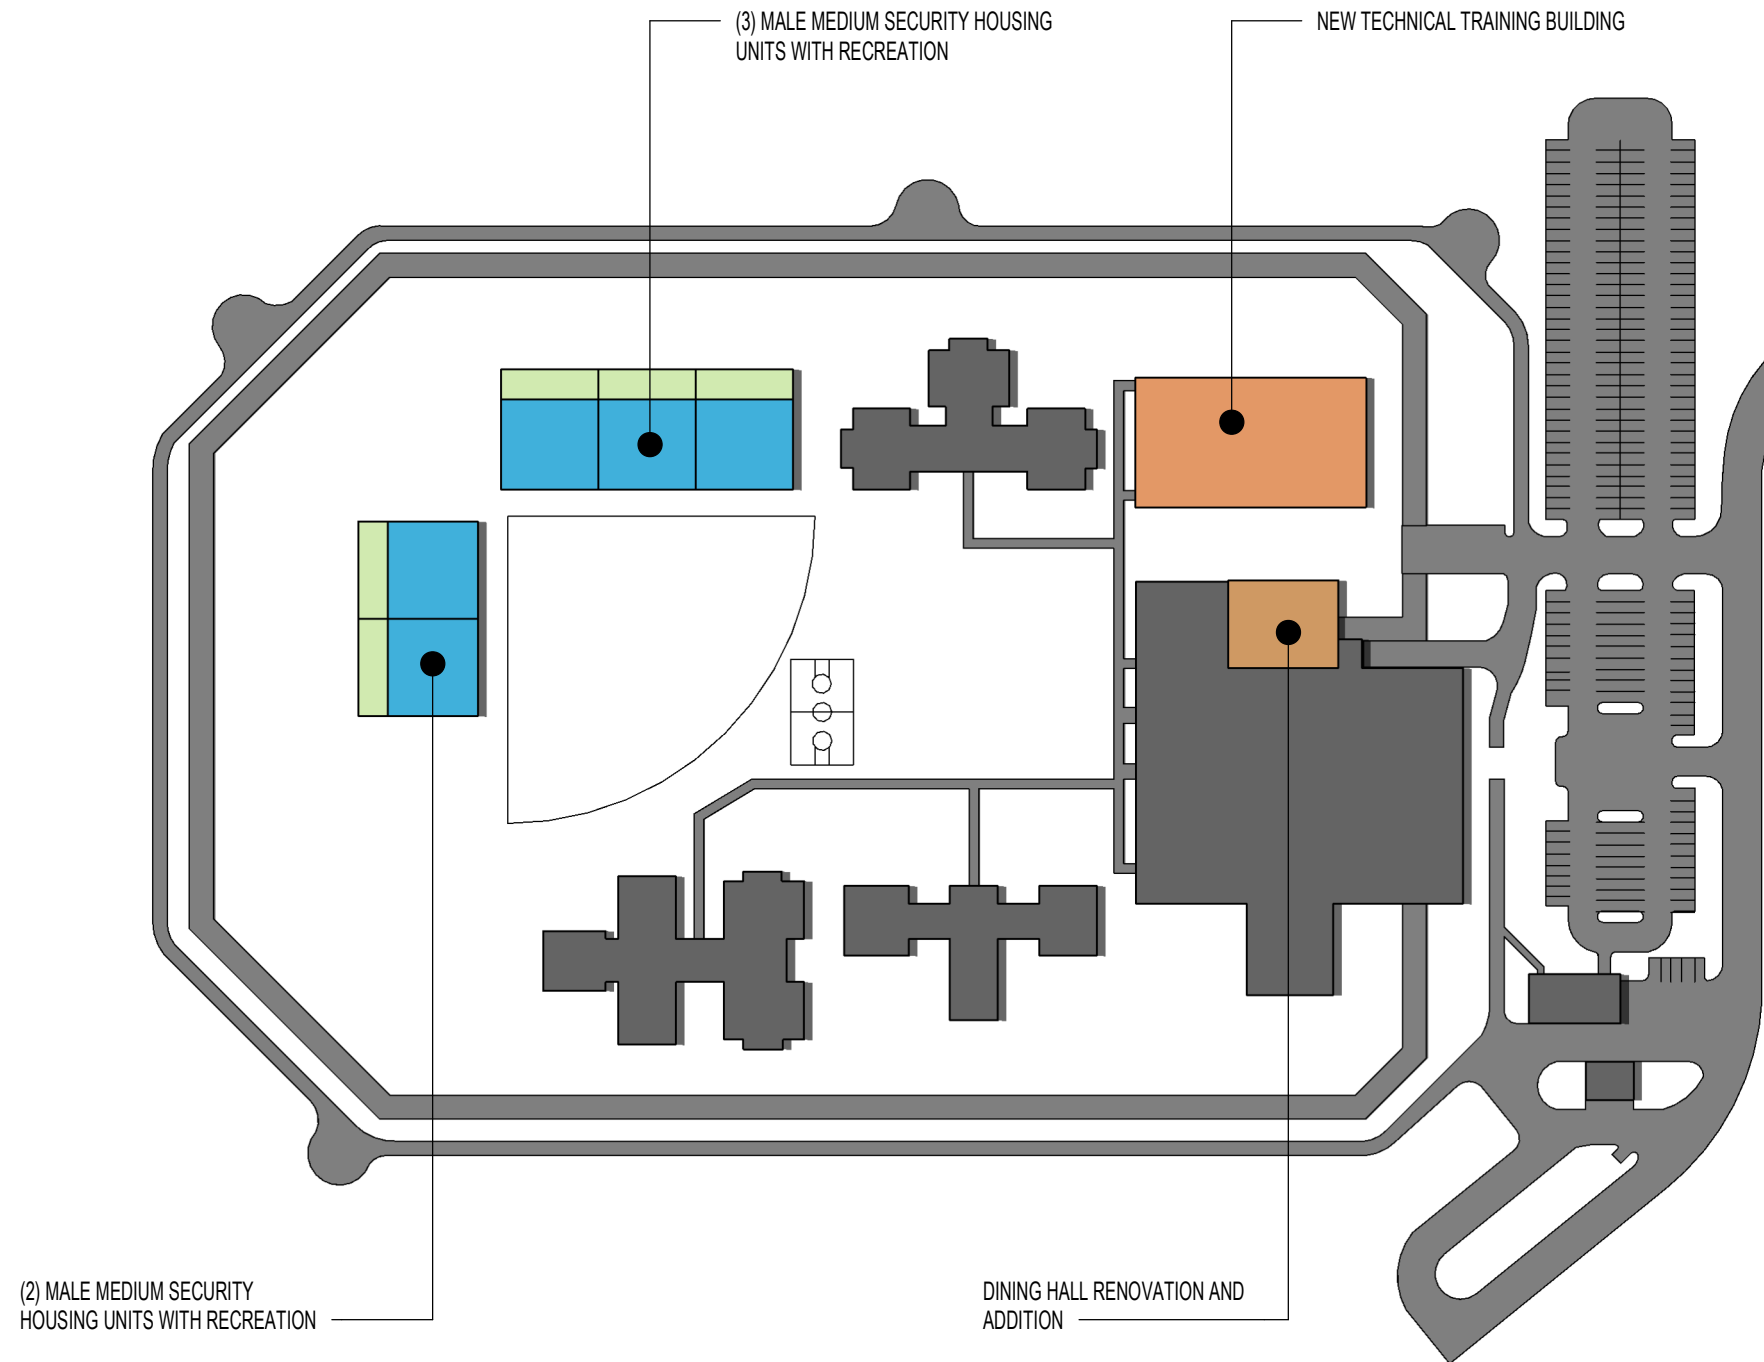 (3) MALE MEDIUM SECURITY HOUSING
UNITS WITH RECREATION
NEW TECHNICAL TRAINING BUILDING
(2) MALE MEDIUM SECURITY
HOUSING UNITS WITH RECREATION
DINING HALL RENOVATION AND
ADDITION